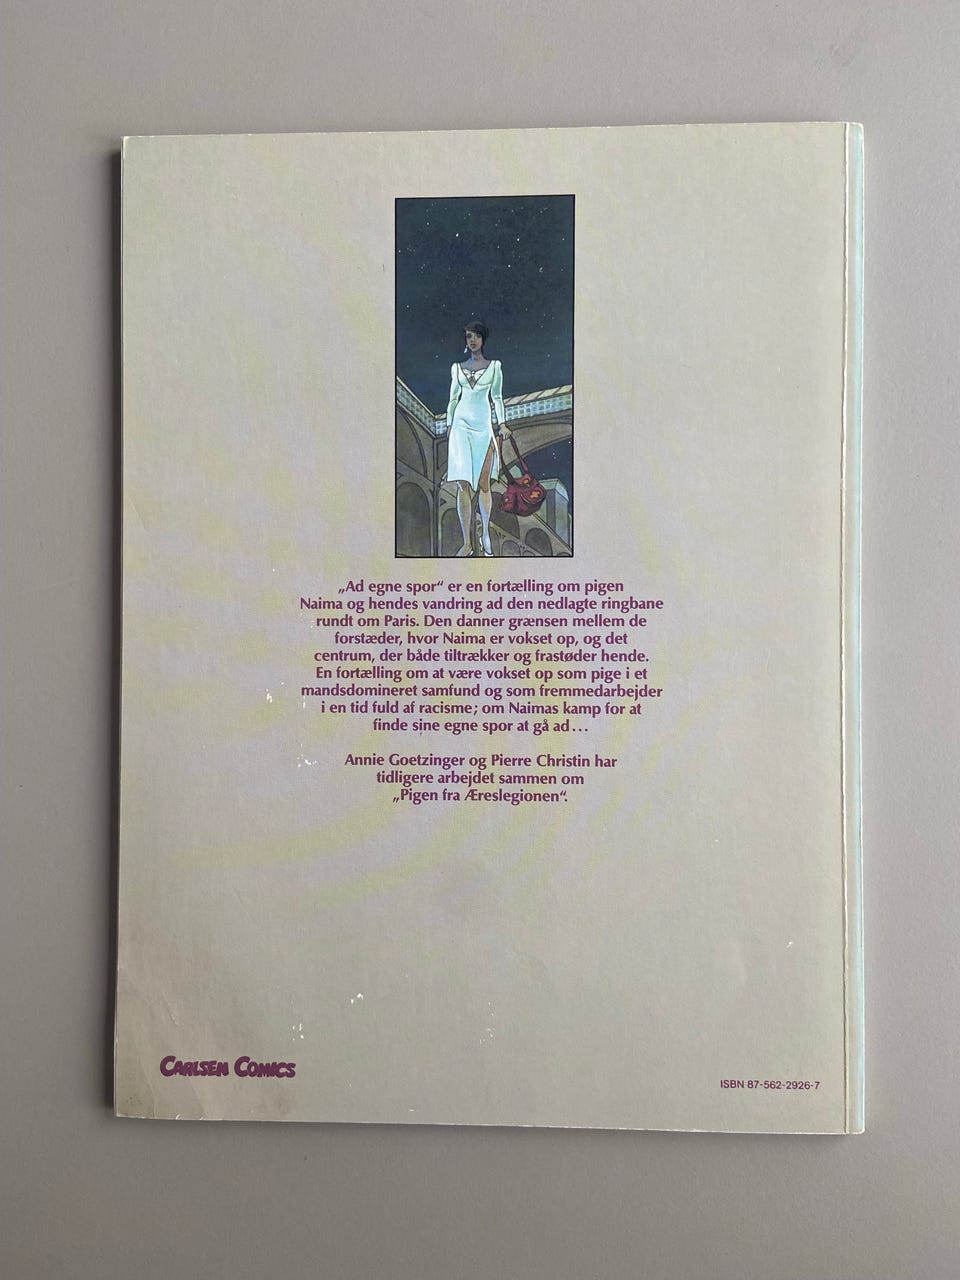 „Ad egne spor“ er en fortælling om pigen
Naima og hendes vandring ad den nedlagte ringbane
rundt om Paris. Den danner grænsen mellem de
forstæder, hvor Naima er vokset op, og det
centrum, der både tiltrækker og frastøder hende.
En fortælling om at være vokset op som pige i et
mandsdomineret samfund og som fremmedarbejder
i en tid fuld af racisme; om Naimas kamp for at
finde sine egne spor at gå ad...
Annie Goetzinger og Pierre Christin har
tidligere arbejdet sammen om
„Pigen fra Æreslegionen“.
CARLSEN COMICS
ISBN 87-562-2926-7